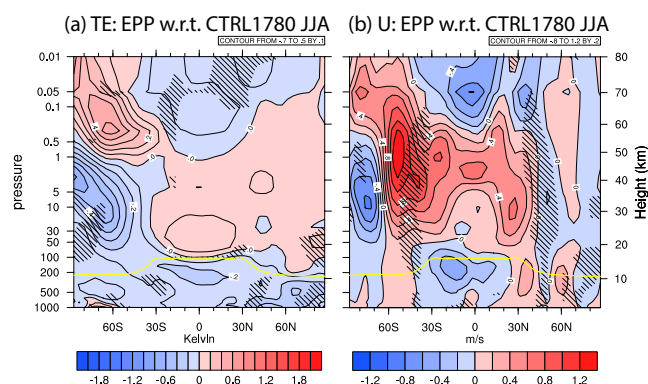 (a) TE: EPP w.r.t. CTRL1780 JJA (b) U: EPP w.r.t. CTRL1780 JJA
CONTOUR FROM -.7 TO .5 BY .1 CONTOUR FROM -.8 TO 1.2 BY .2
0.01 80
0.05 70
0.1
60
0.5
1 50
pressure Height (km)
5 40
10
30 30
50
100 20
200
500 10
1000
60S 30S 0 30N 60N 60S 30S 0 30N 60N
Kelvln m/s
-1.8 -1.2 -0.6 0 0.6 1.2 1.8 -1.2 -0.8 -0.4 0 0.4 0.8 1.2